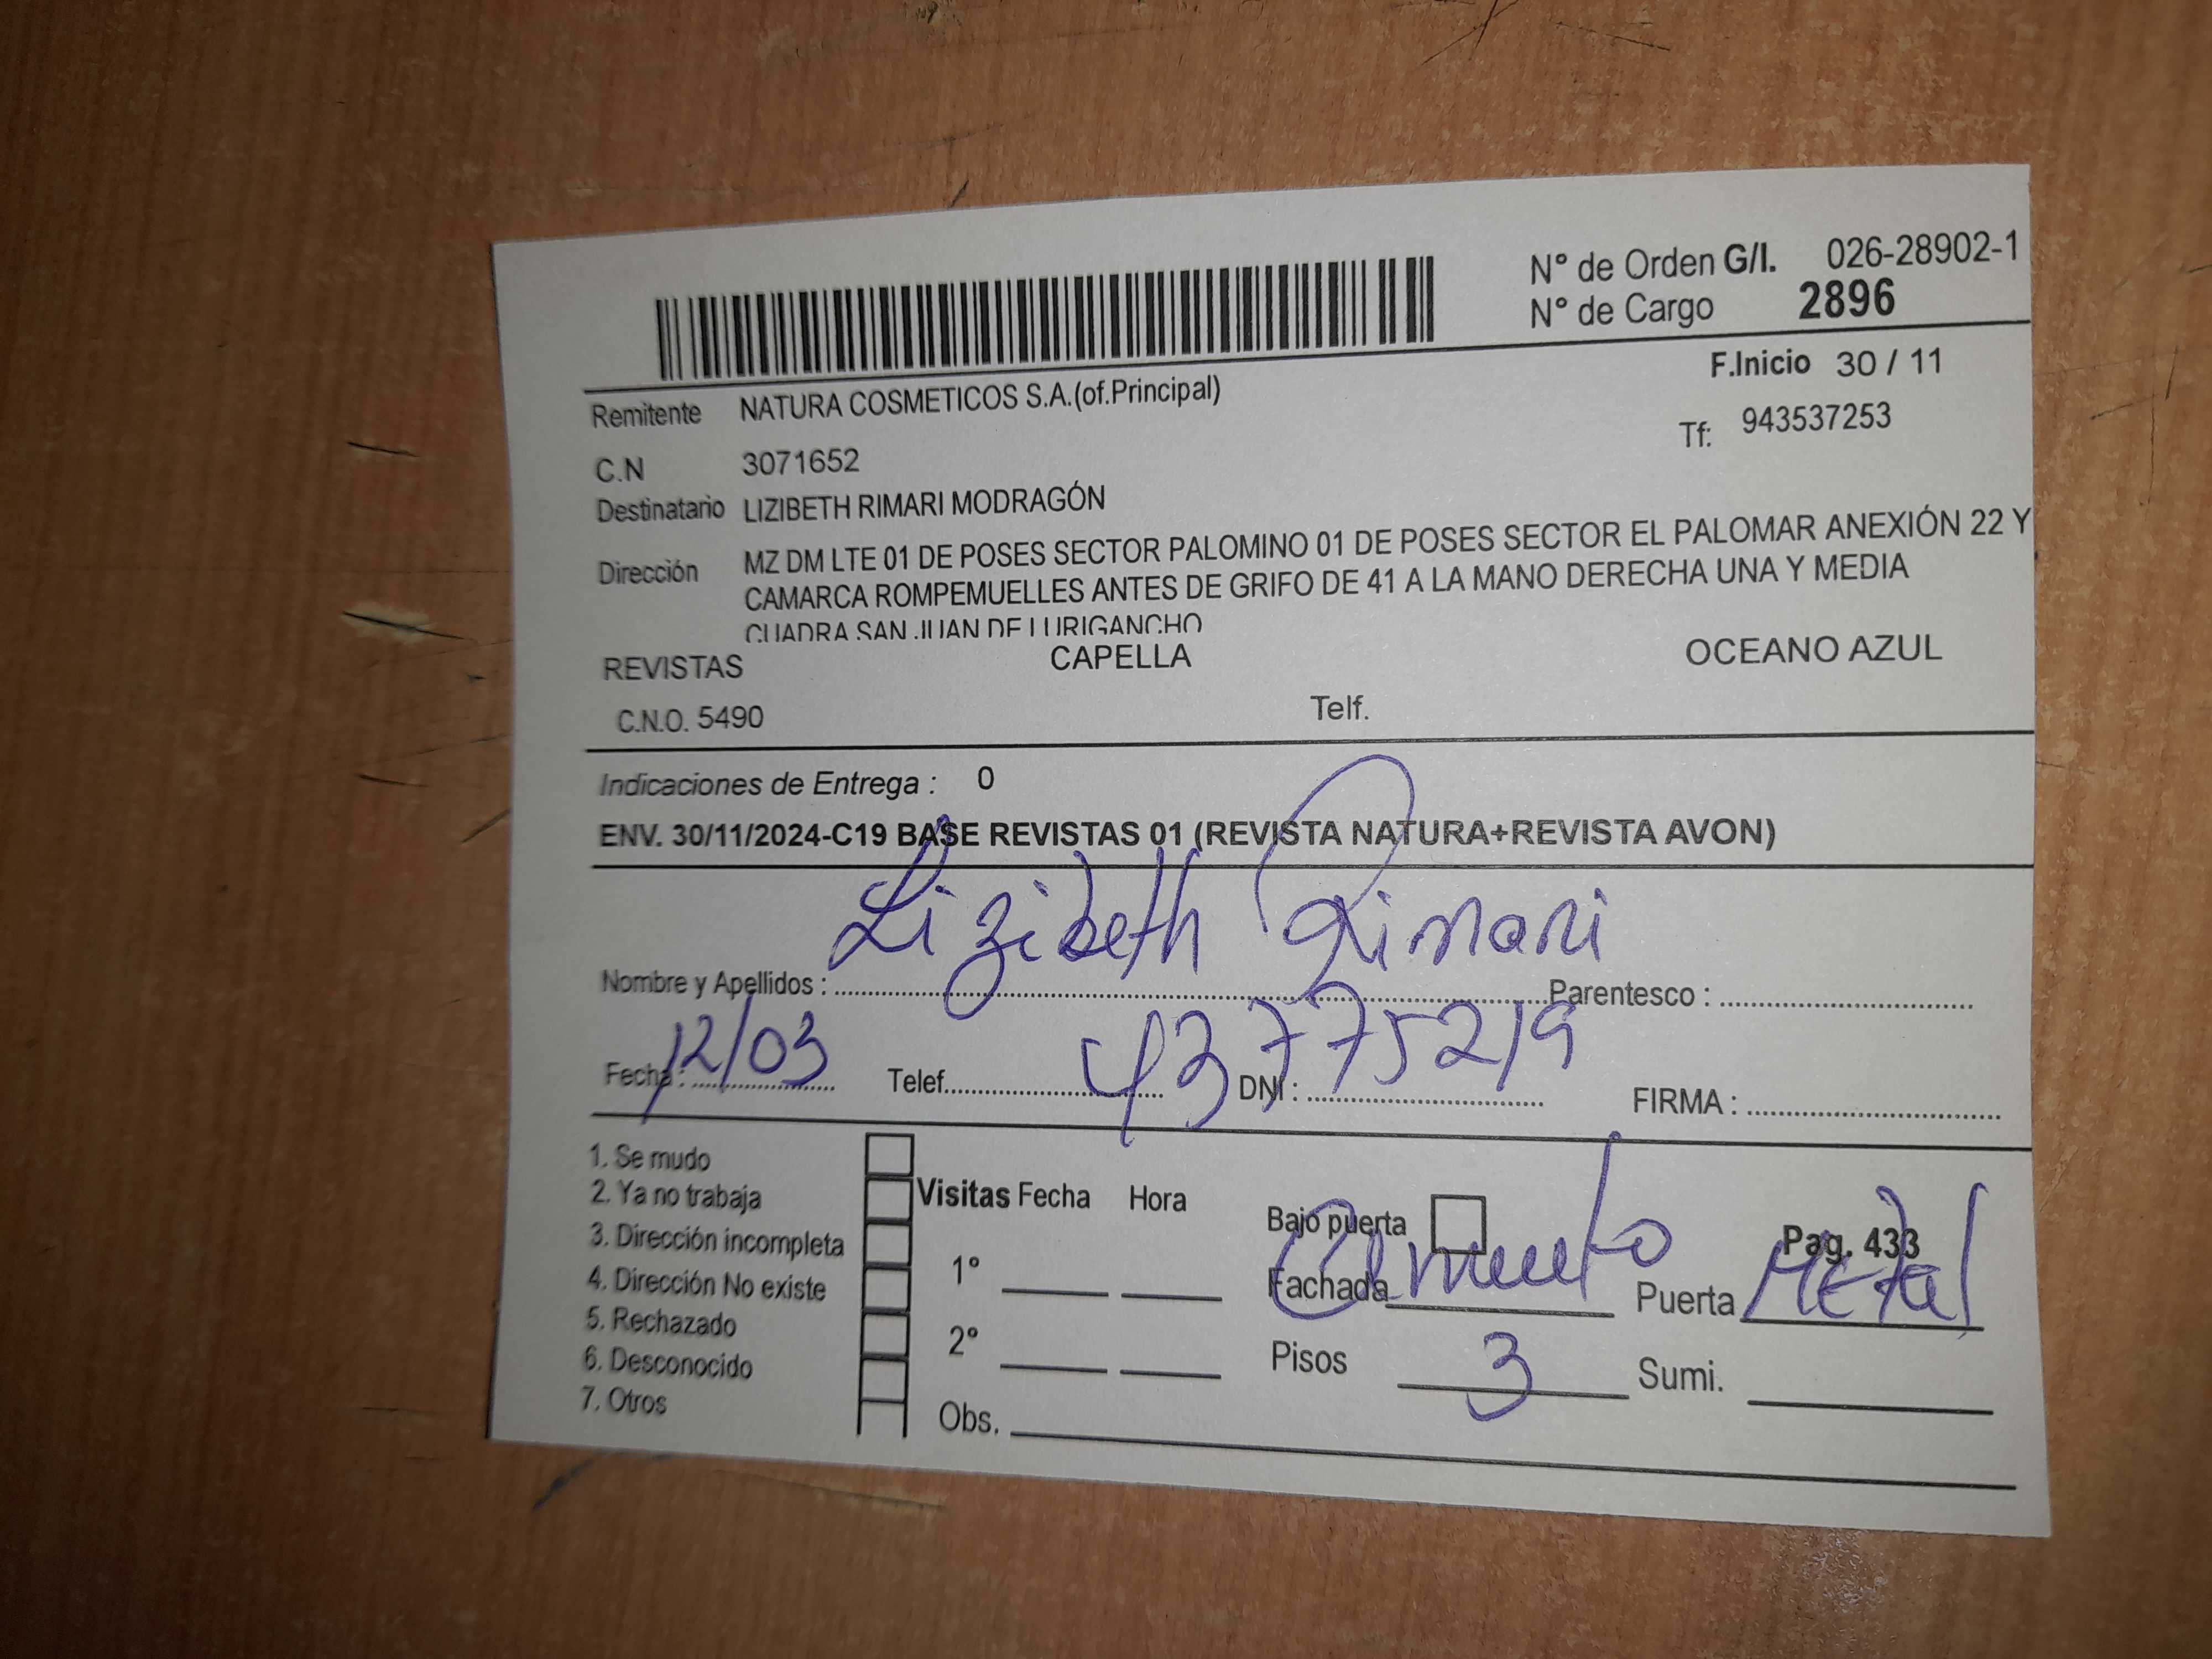 N° de Orden G/I. 026-28902-1
N° de Cargo 2896
F.Inicio 30 / 11
Remitente NATURA COSMETICOS S.A.(of.Principal)
Tf: 943537253
C.N 3071652
Destinatario LIZIBETH RIMARI MODRAGÓN
Dirección MZ DM LTE 01 DE POSES SECTOR PALOMINO 01 DE POSES SECTOR EL PALOMAR ANEXIÓN 22 Y
CAMARCA ROMPEMUELLES ANTES DE GRIFO DE 41 A LA MANO DERECHA UNA Y MEDIA
CUADRA SAN JUAN DE LURIGANCHO
REVISTAS CAPELLA OCEANO AZUL
C.N.O. 5490 Telf.
Indicaciones de Entrega : 0
ENV. 30/11/2024-C19 BASE REVISTAS 01 (REVISTA NATURA+REVISTA AVON)
Lizibeth Rimari
Nombre y Apellidos : Parentesco :
Fecha : 12/03 Telef. DNI : 43775219 FIRMA :
1. Se mudo
2. Ya no trabaja
3. Dirección incompleta
4. Dirección No existe
5. Rechazado
6. Desconocido
7. Otros
Visitas Fecha Hora
1°
2°
Obs.
Bajo puerta Pag. 433
Fachada Cemento Puerta Metal
Pisos 3 Sumi.